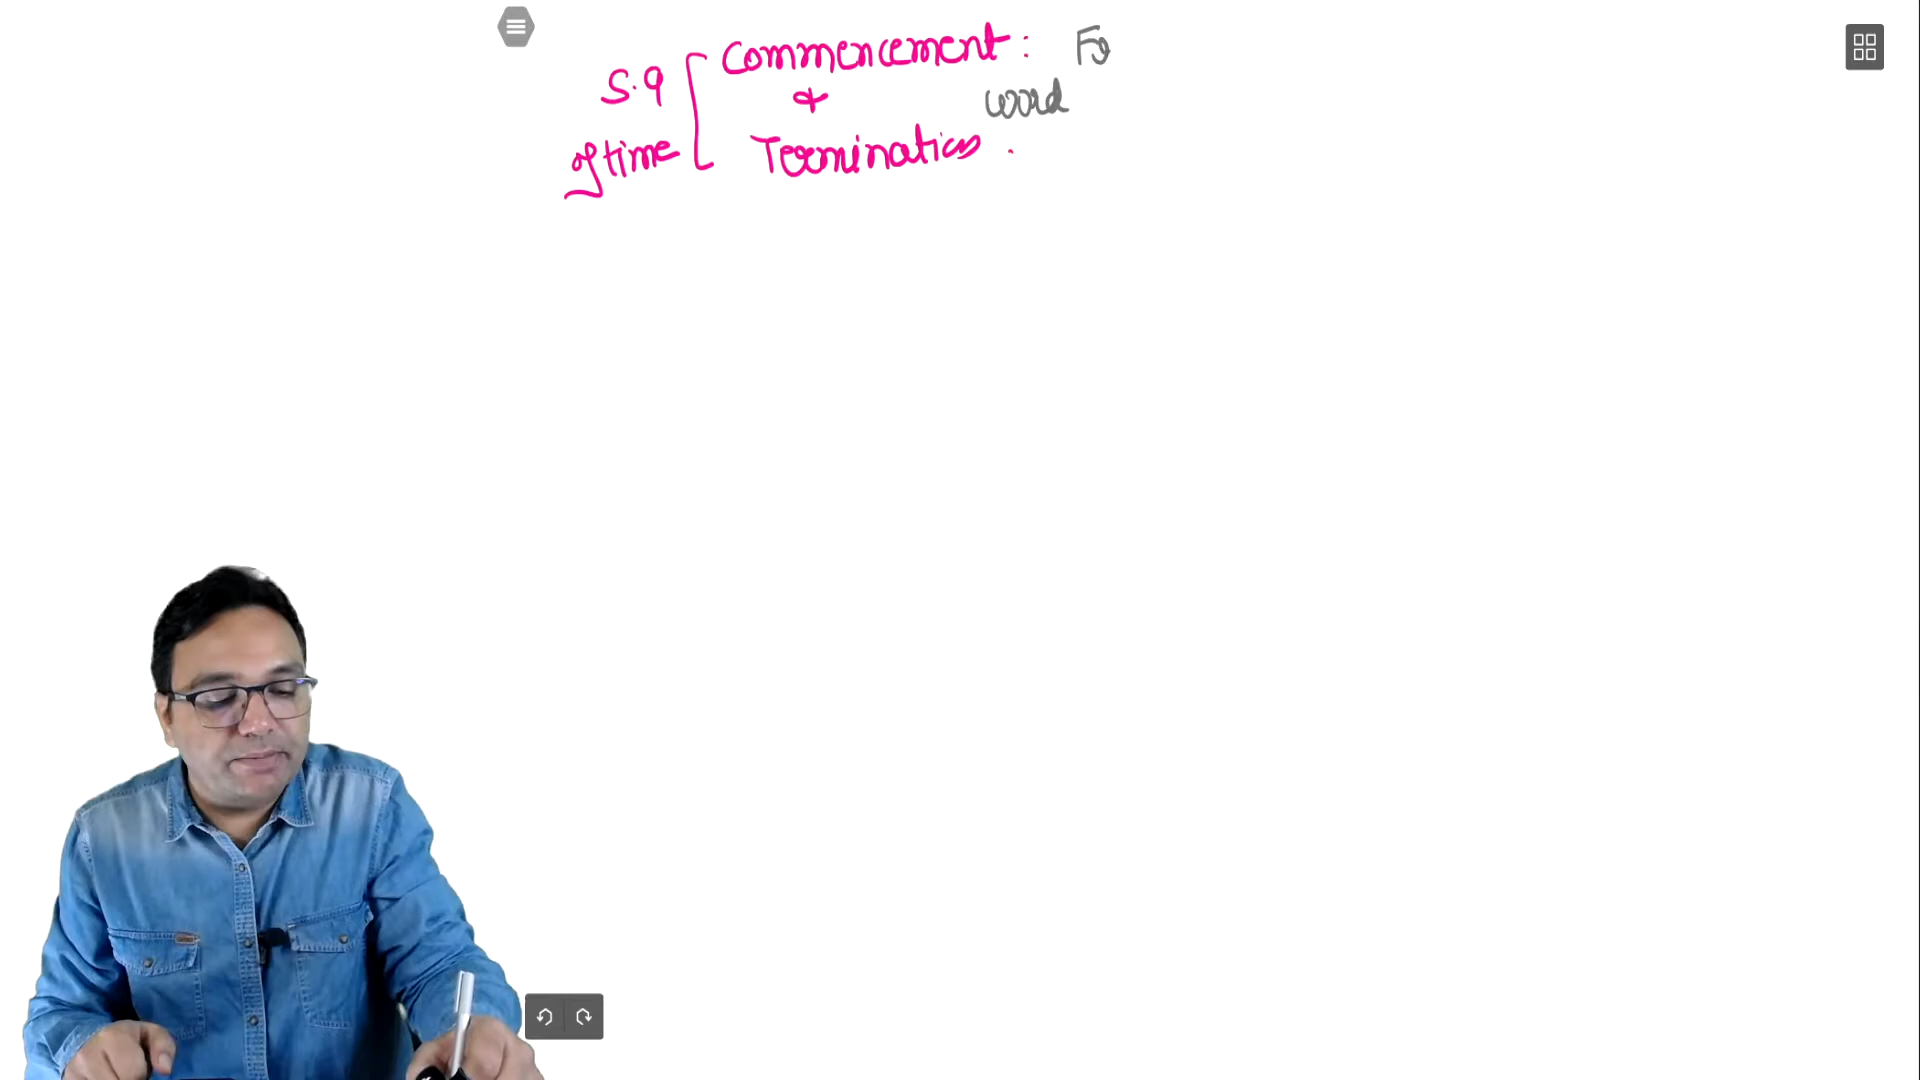 S.9 Commencement : Fo
& word
of time Termination .